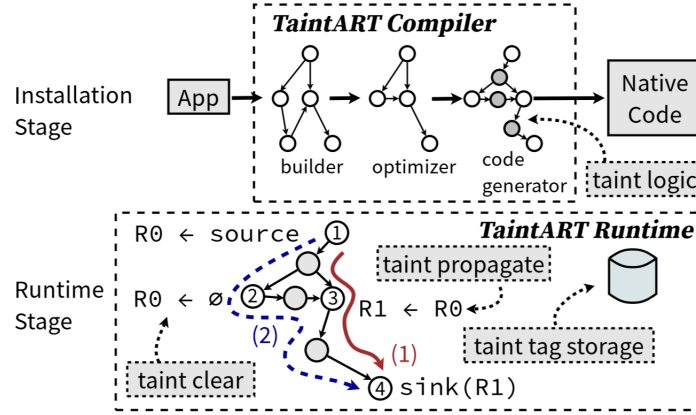 TaintART Compiler
Installation
Stage
App
Native
Code
builder
optimizer
code
generator
taint logic
TaintART Runtime
R0 ← source
1
taint propagate
Runtime
Stage
R0 ← ∅
2
3
R1 ← R0
(2)
(1)
taint tag storage
taint clear
4
sink(R1)